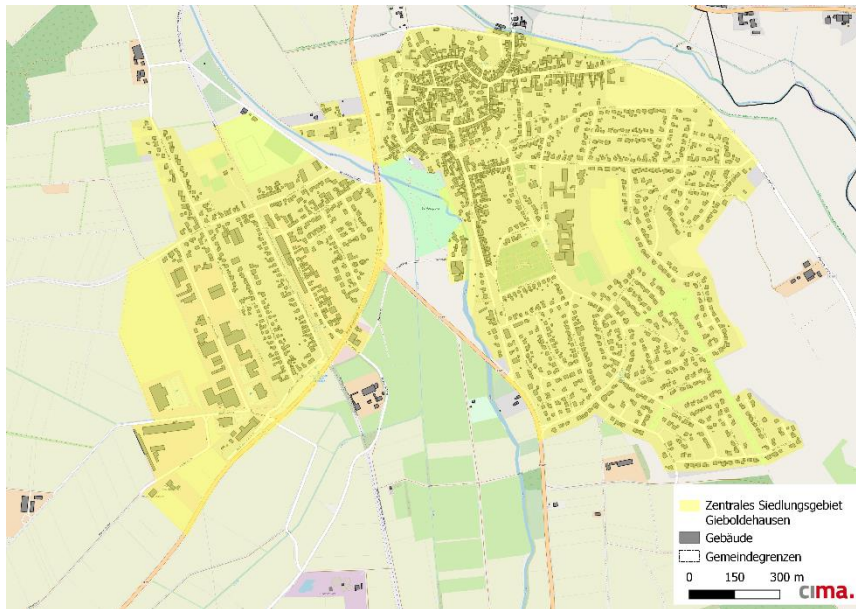 Zentrales Siedlungsgebiet
Gieboldehausen
Gebäude
Gemeindegrenzen
0 150 300 m
cima.